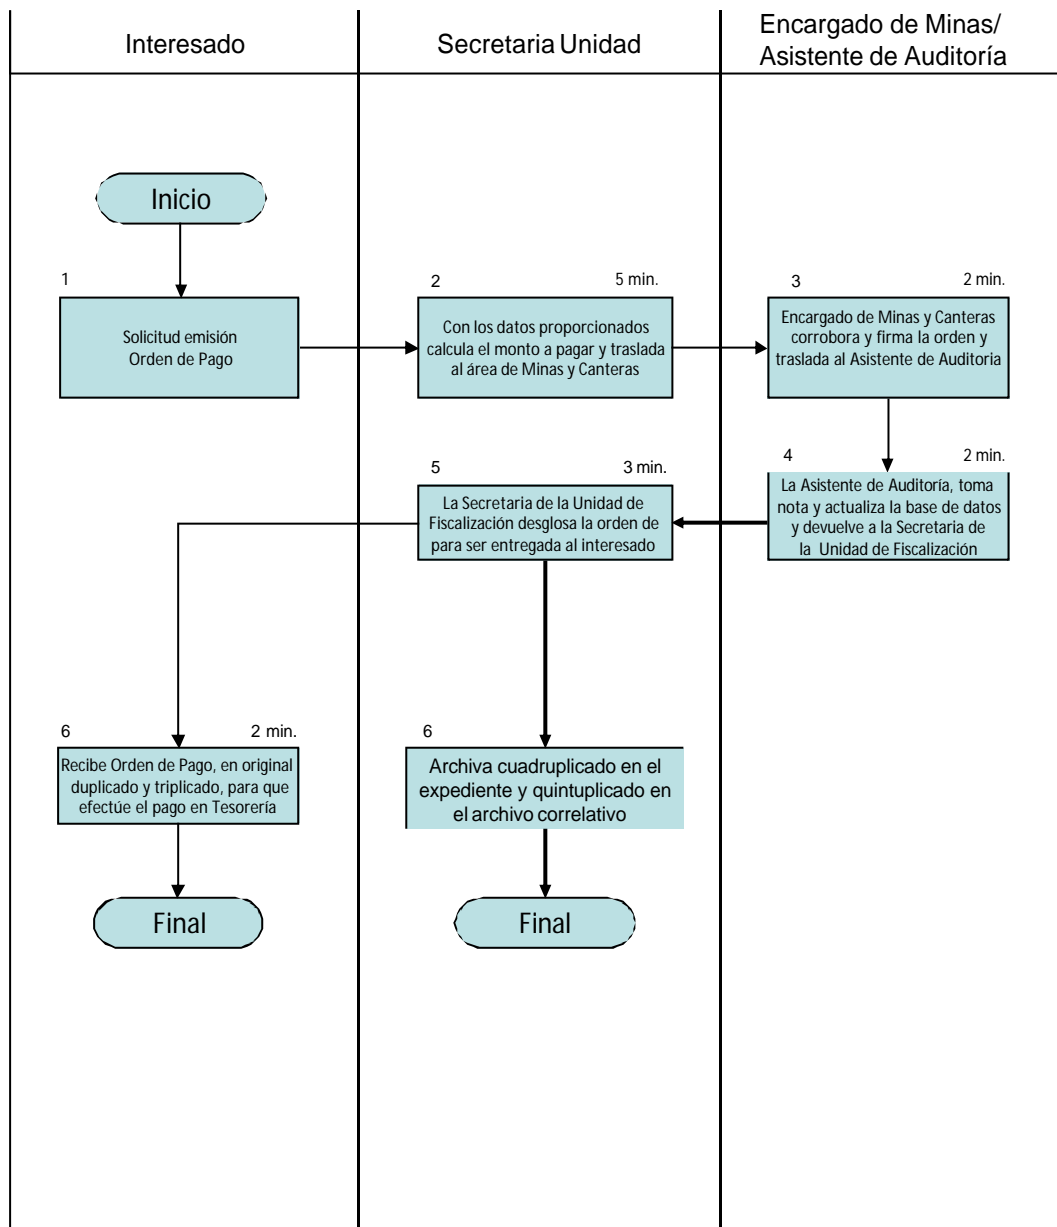 Interesado
Secretaria Unidad
Encargado de Minas/
Asistente de Auditoría
Inicio
1
Solicitud emisión
Orden de Pago
2
5 min.
Con los datos proporcionados
calcula el monto a pagar y traslada
al área de Minas y Canteras
3
2 min.
Encargado de Minas y Canteras
corrobora y firma la orden y
traslada al Asistente de Auditoria
4
2 min.
La Asistente de Auditoría, toma
nota y actualiza la base de datos
y devuelve a la Secretaria de
la Unidad de Fiscalización
5
3 min.
La Secretaria de la Unidad de
Fiscalización desglosa la orden de
para ser entregada al interesado
6
2 min.
Recibe Orden de Pago, en original
duplicado y triplicado, para que
efectúe el pago en Tesorería
6
Archiva cuadruplicado en el
expediente y quintuplicado en
el archivo correlativo
Final
Final